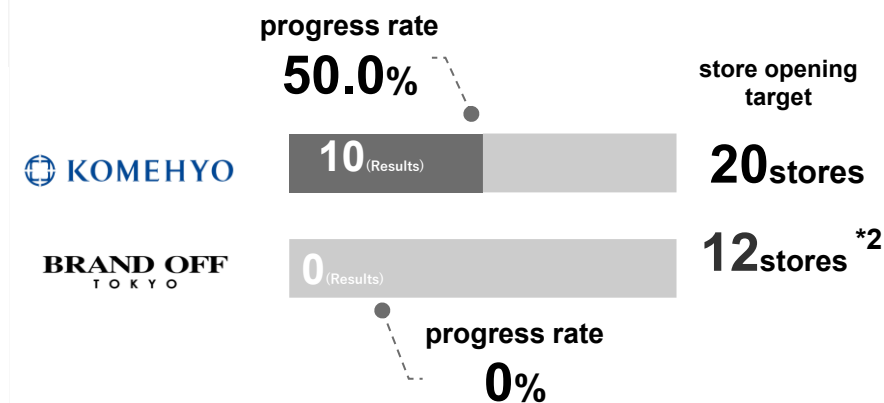 progress rate
50.0%
store opening
target
KOMEHYO
10(Results)
20stores
BRAND OFF
TOKYO
0(Results)
12stores *2
progress rate
0%